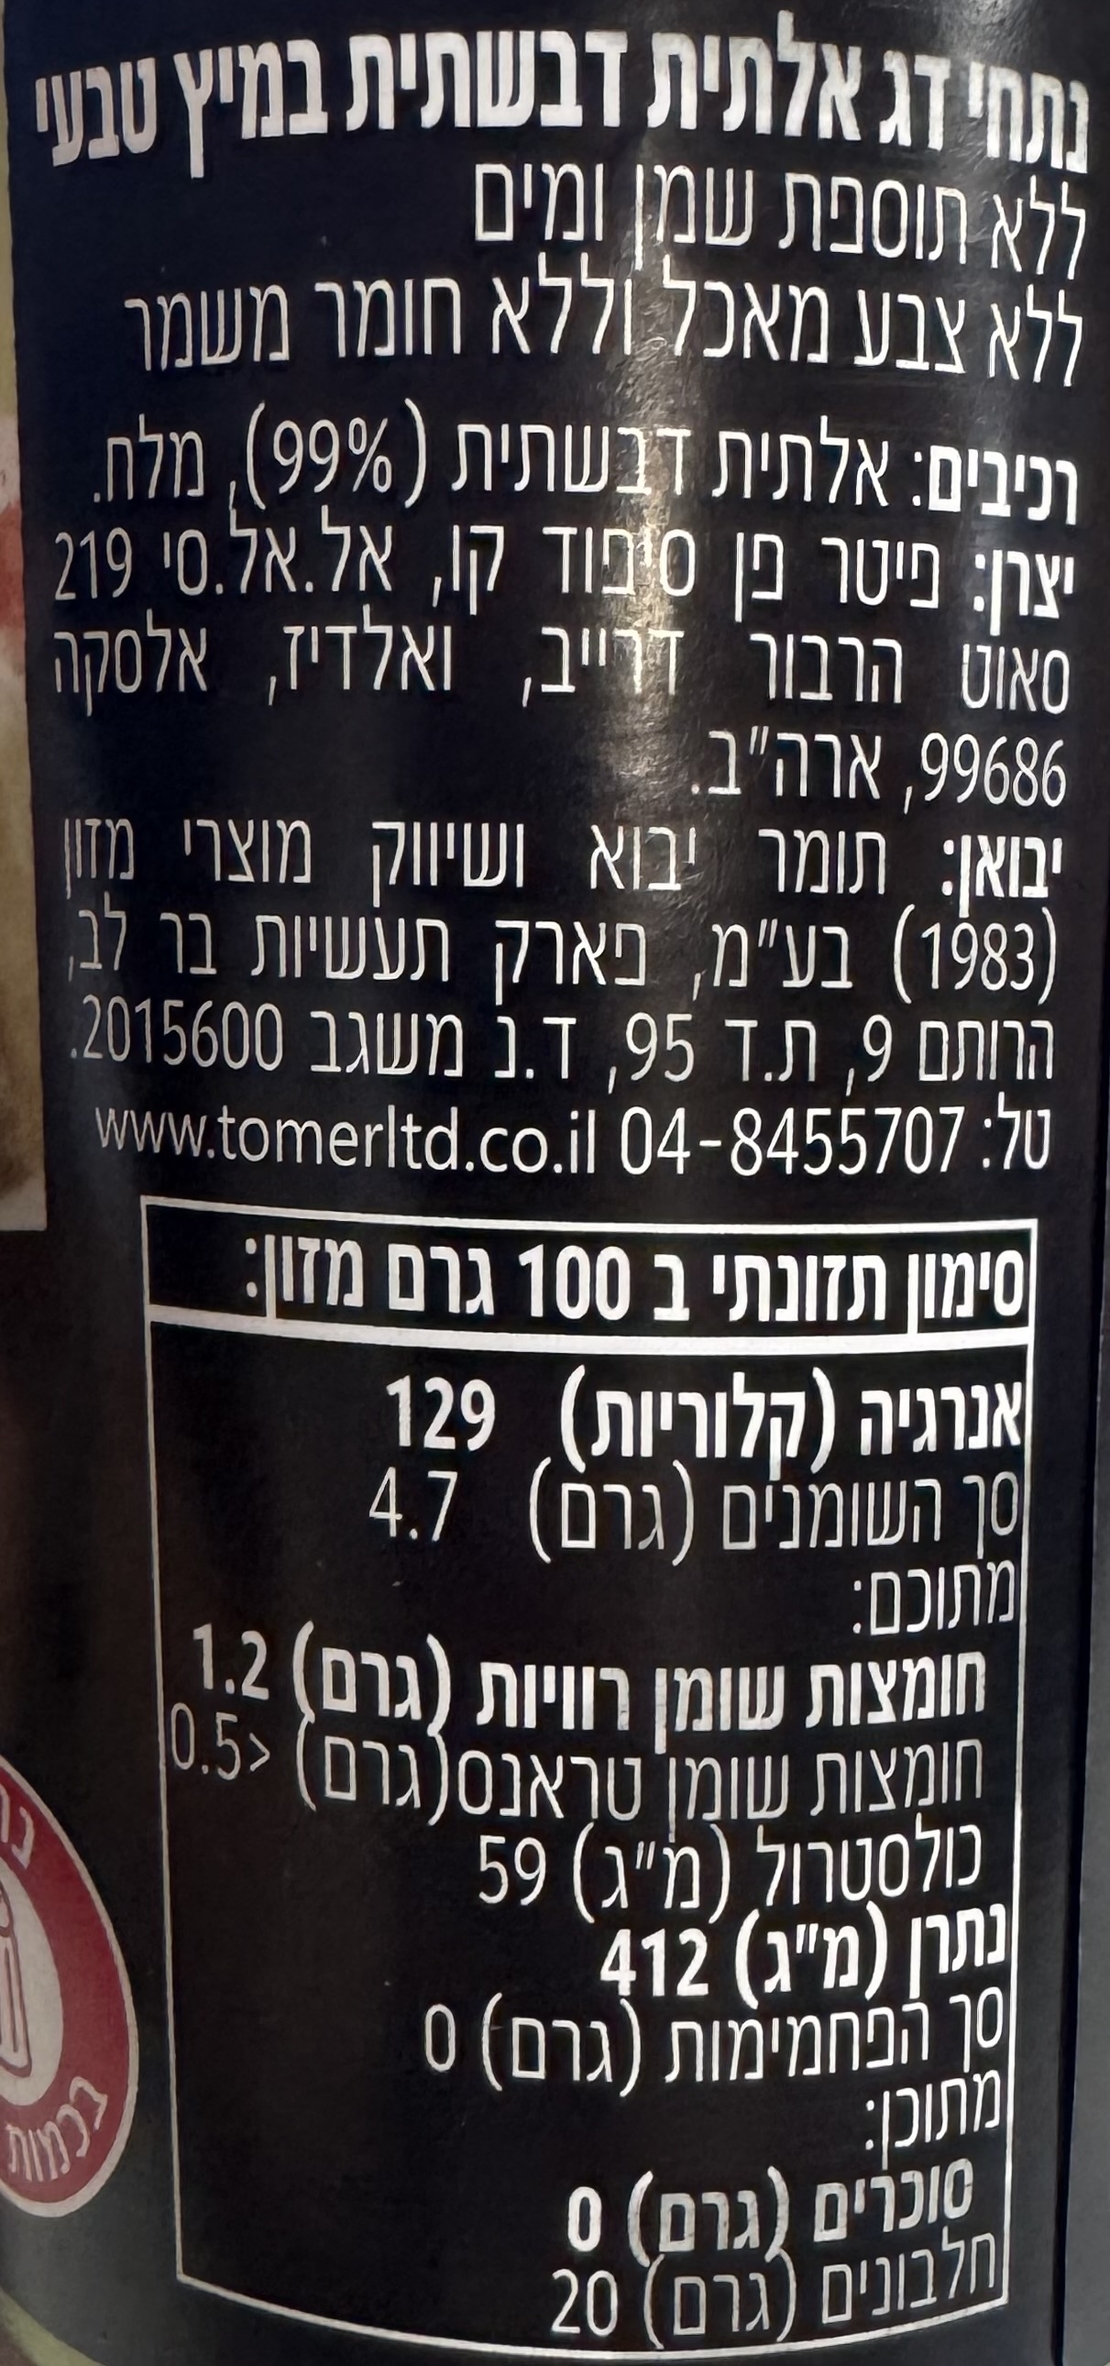 נתחי דג אלתית דבשתית במיץ טבעי
ללא תוספת שמן ומים
ללא צבע מאכל וללא חומר משמר
רכיבים: אלתית דבשתית (99%), מלח.
יצרן: פיטר פן סיפוד קו, אל.אל.סי 219
סאוט הרבור דרייב, ואלדיז, אלסקה
99686, ארה"ב.
יבואן: תומר יבוא ושיווק מוצרי מזון
(1983) בע"מ, פארק תעשיות בר לב,
הרותם 9, ת.ד 95, ד.נ משגב 2015600.
טל: 04-8455707 www.tomerltd.co.il
סימון תזונתי ב 100 גרם מזון:
אנרגיה (קלוריות) 129
סך השומנים (גרם) 4.7
מתוכם:
חומצות שומן רוויות (גרם) 1.2
חומצות שומן טראנס(גרם) <0.5
כולסטרול (מ"ג) 59
נתרן (מ"ג) 412
סך הפחמימות (גרם) 0
מתוכן:
סוכרים (גרם) 0
חלבונים (גרם) 20